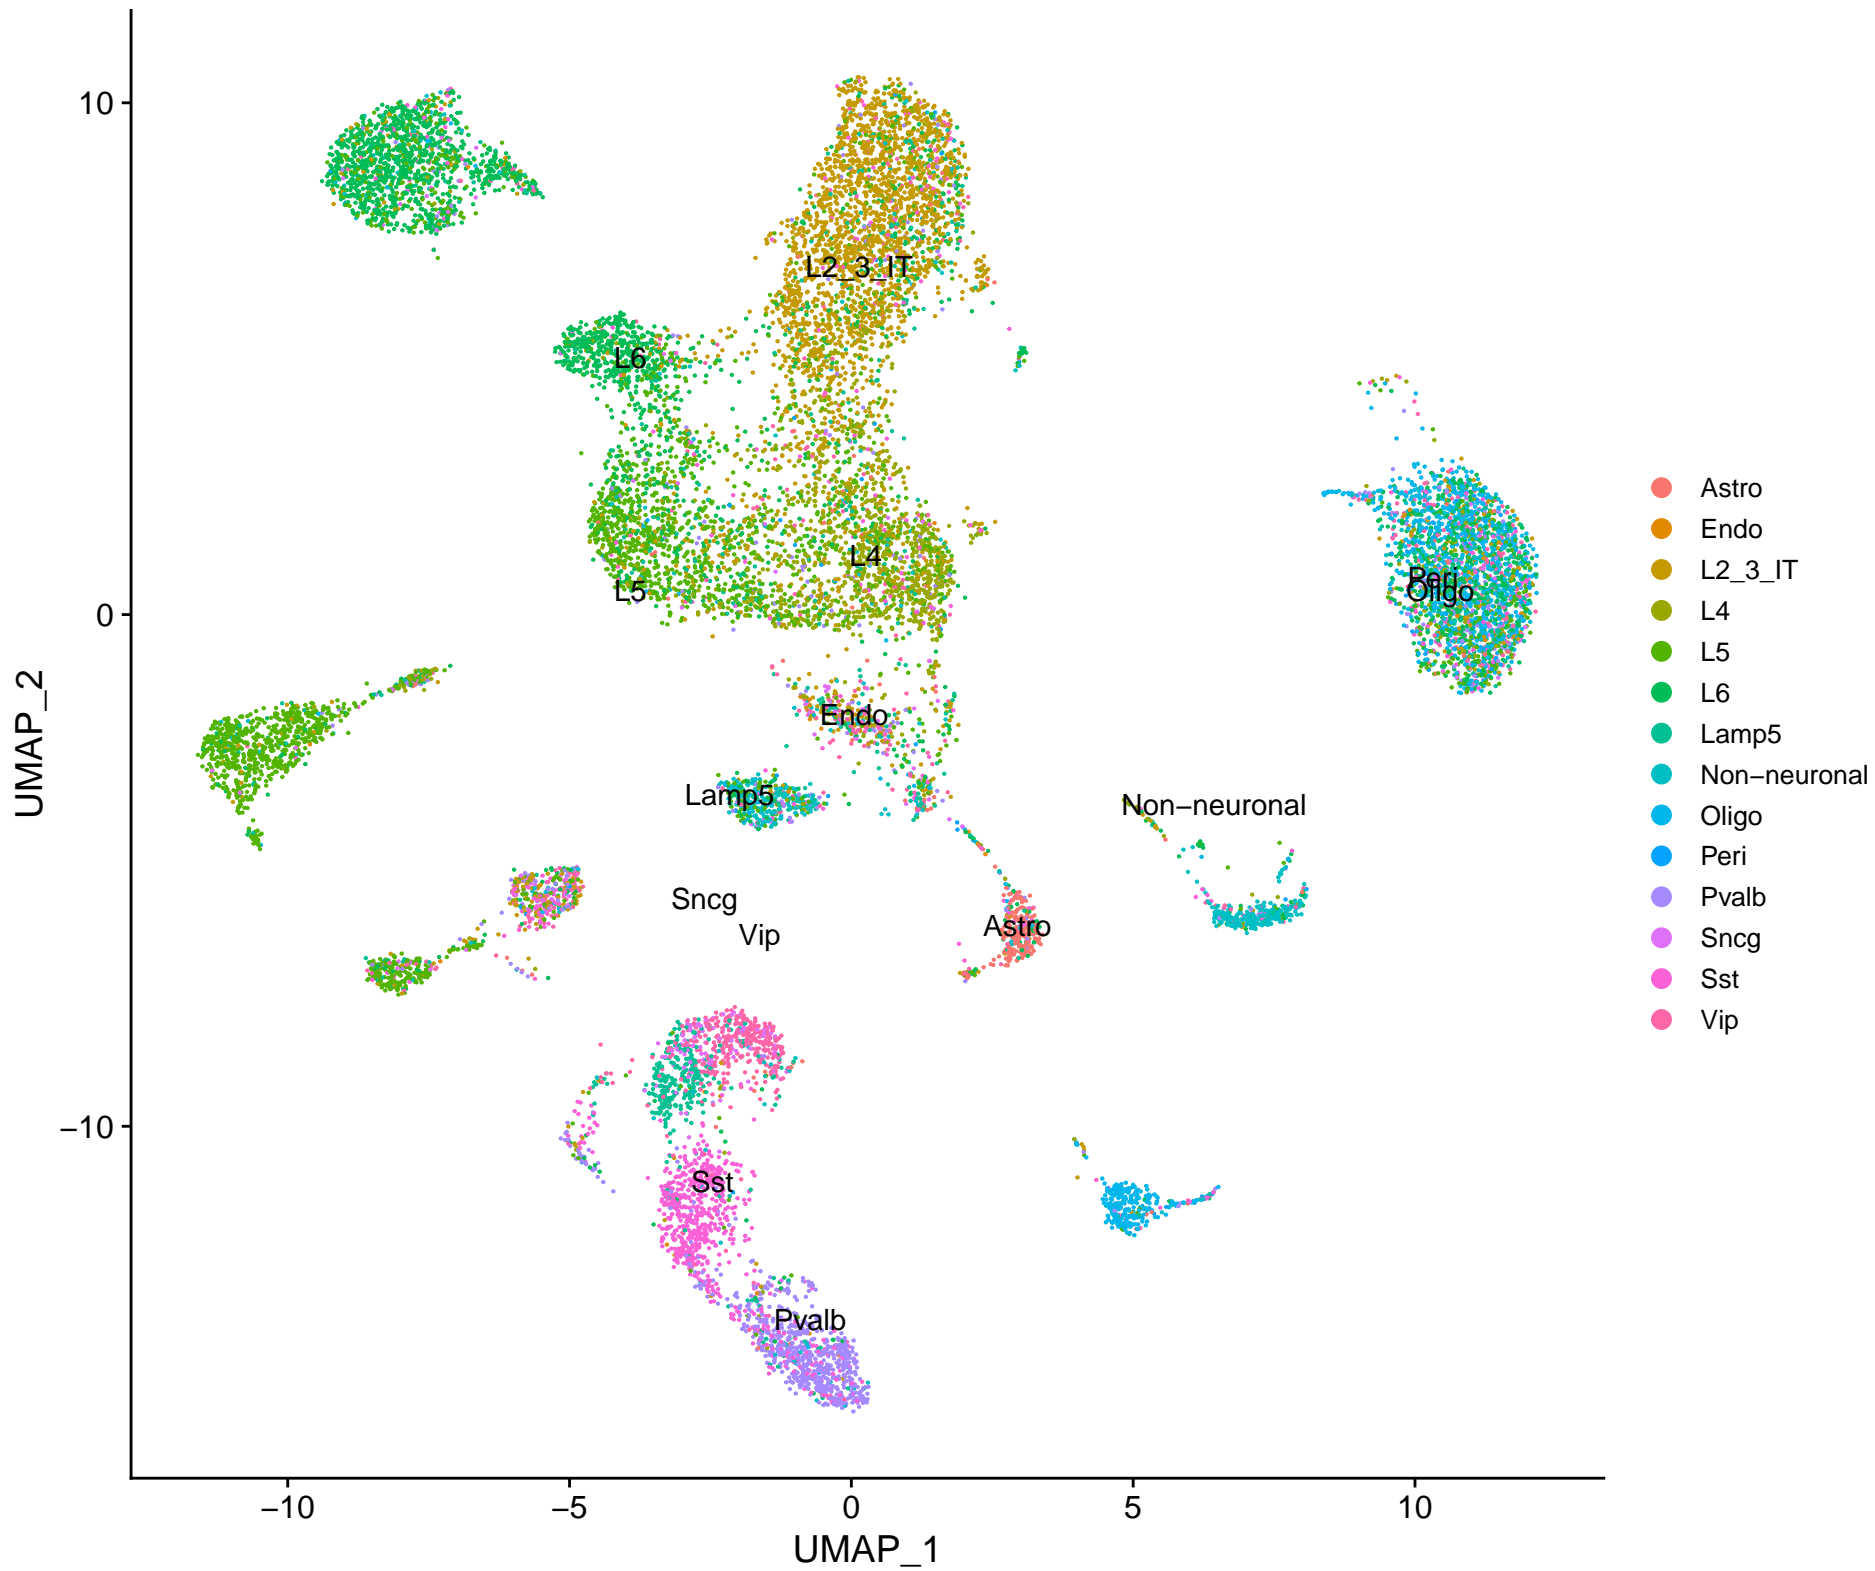 10
0
−10
UMAP_2
−10
−5
0
5
10
UMAP_1
L2_3_IT
L6
L4
L5
Peri
Oligo
Endo
Lamp5
Non−neuronal
Sncg
Astro
Vip
Sst
Pvalb
Astro
Endo
L2_3_IT
L4
L5
L6
Lamp5
Non−neuronal
Oligo
Peri
Pvalb
Sncg
Sst
Vip